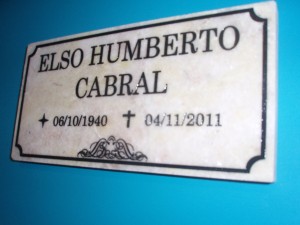 ELSO HUMBERTO
CABRAL
✦ 06/10/1940 ✝ 04/11/2011